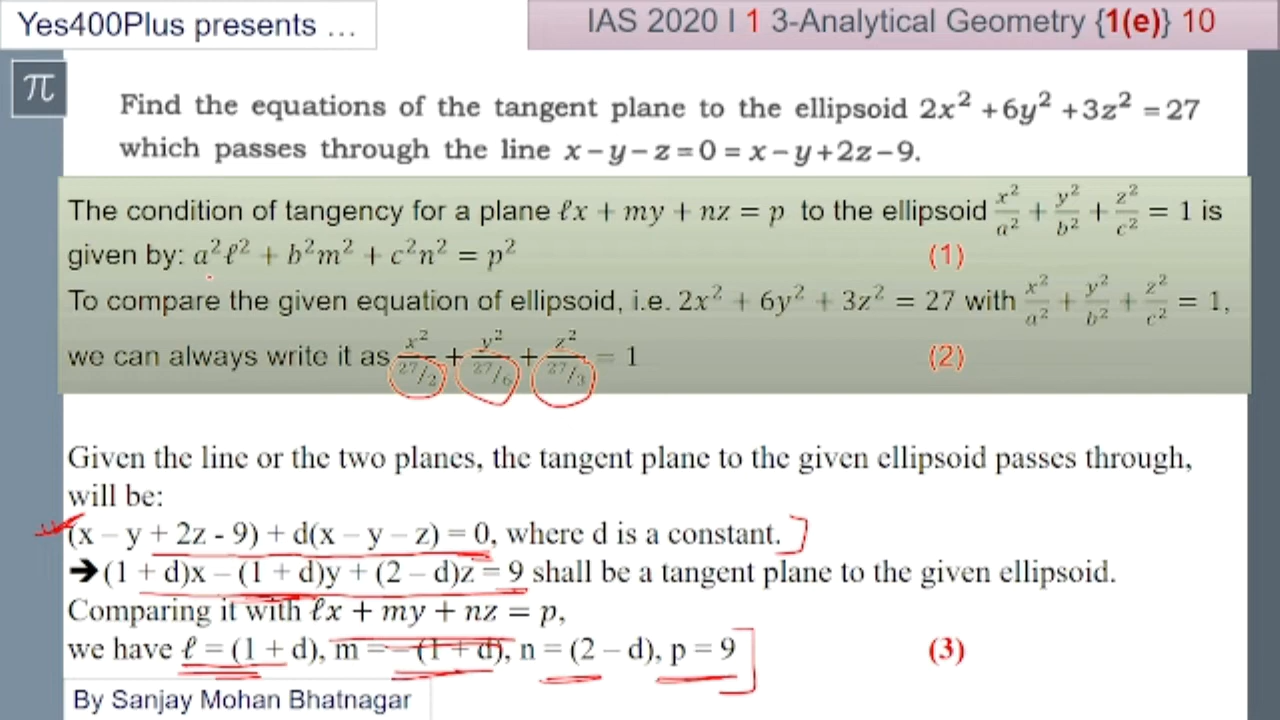 Yes400Plus presents …
IAS 2020 I 1 3-Analytical Geometry {1(e)} 10
π
Find the equations of the tangent plane to the ellipsoid 2x² + 6y² + 3z² = 27
which passes through the line x − y − z = 0 = x − y + 2z − 9.
The condition of tangency for a plane ℓx + my + nz = p to the ellipsoid x²/a² + y²/b² + z²/c² = 1 is
given by: a²ℓ² + b²m² + c²n² = p² (1)
To compare the given equation of ellipsoid, i.e. 2x² + 6y² + 3z² = 27 with x²/a² + y²/b² + z²/c² = 1,
we can always write it as x²/(27/2) + y²/(27/6) + z²/(27/3) = 1 (2)
Given the line or the two planes, the tangent plane to the given ellipsoid passes through,
will be:
(x – y + 2z - 9) + d(x – y – z) = 0, where d is a constant.
➔(1 + d)x – (1 + d)y + (2 – d)z = 9 shall be a tangent plane to the given ellipsoid.
Comparing it with ℓx + my + nz = p,
we have ℓ = (1 + d), m = –(1 + d), n = (2 – d), p = 9 (3)
By Sanjay Mohan Bhatnagar